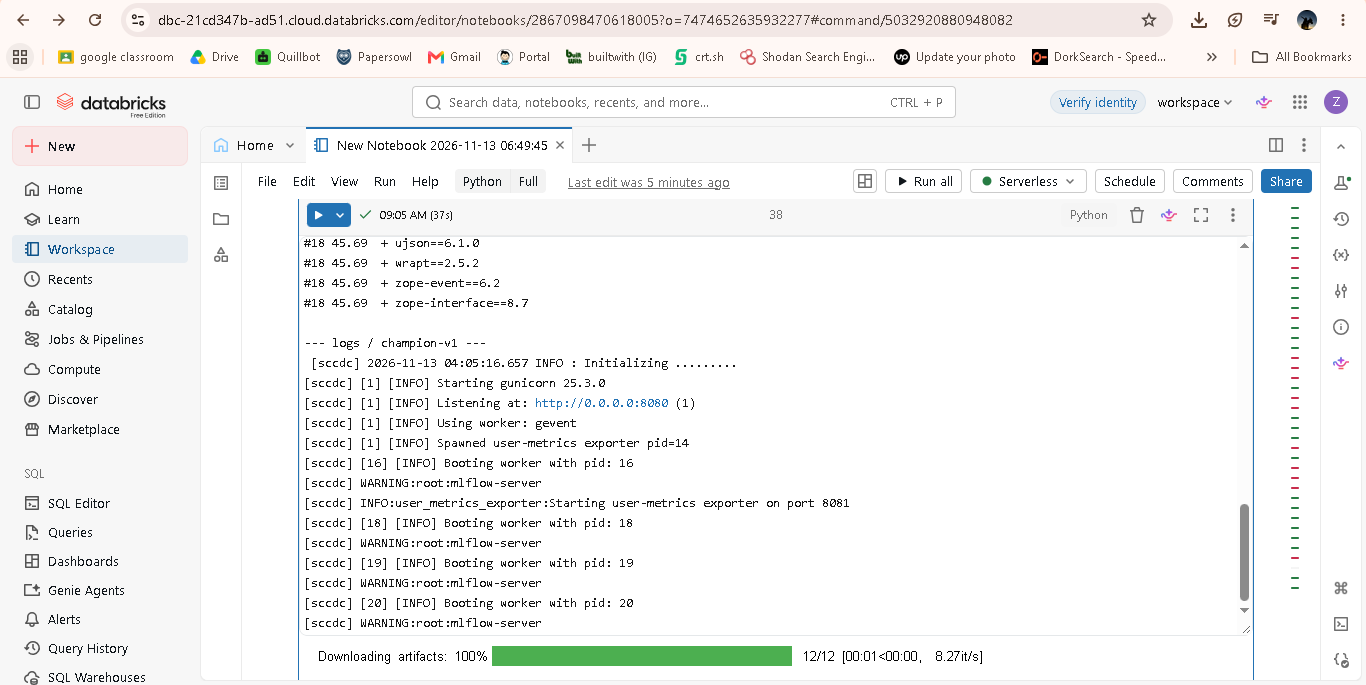 dbc-21cd347b-ad51.cloud.databricks.com/editor/notebooks/2867098470618005?o=7474652635932277#command/5032920880948082
google classroom Drive Quillbot Papersowl Gmail Portal builtwith (IG) crt.sh Shodan Search Engi... Update your photo DorkSearch - Speed... » All Bookmarks
databricks
Free Edition
Search data, notebooks, recents, and more... CTRL + P
Verify identity workspace Z
New
Home
Learn
Workspace
Recents
Catalog
Jobs & Pipelines
Compute
Discover
Marketplace
SQL
SQL Editor
Queries
Dashboards
Genie Agents
Alerts
Query History
SQL Warehouses
Home New Notebook 2026-11-13 06:49:45
File Edit View Run Help Python Full Last edit was 5 minutes ago Run all Serverless Schedule Comments Share
09:05 AM (37s) 38 Python
#18 45.69  + ujson==6.1.0
#18 45.69  + wrapt==2.5.2
#18 45.69  + zope-event==6.2
#18 45.69  + zope-interface==8.7
--- logs / champion-v1 ---
[sccdc] 2026-11-13 04:05:16.657 INFO : Initializing .........
[sccdc] [1] [INFO] Starting gunicorn 25.3.0
[sccdc] [1] [INFO] Listening at: http://0.0.0.0:8080 (1)
[sccdc] [1] [INFO] Using worker: gevent
[sccdc] [1] [INFO] Spawned user-metrics exporter pid=14
[sccdc] [16] [INFO] Booting worker with pid: 16
[sccdc] WARNING:root:mlflow-server
[sccdc] INFO:user_metrics_exporter:Starting user-metrics exporter on port 8081
[sccdc] [18] [INFO] Booting worker with pid: 18
[sccdc] WARNING:root:mlflow-server
[sccdc] [19] [INFO] Booting worker with pid: 19
[sccdc] WARNING:root:mlflow-server
[sccdc] [20] [INFO] Booting worker with pid: 20
[sccdc] WARNING:root:mlflow-server
Downloading artifacts: 100% 12/12 [00:01<00:00, 8.27it/s]